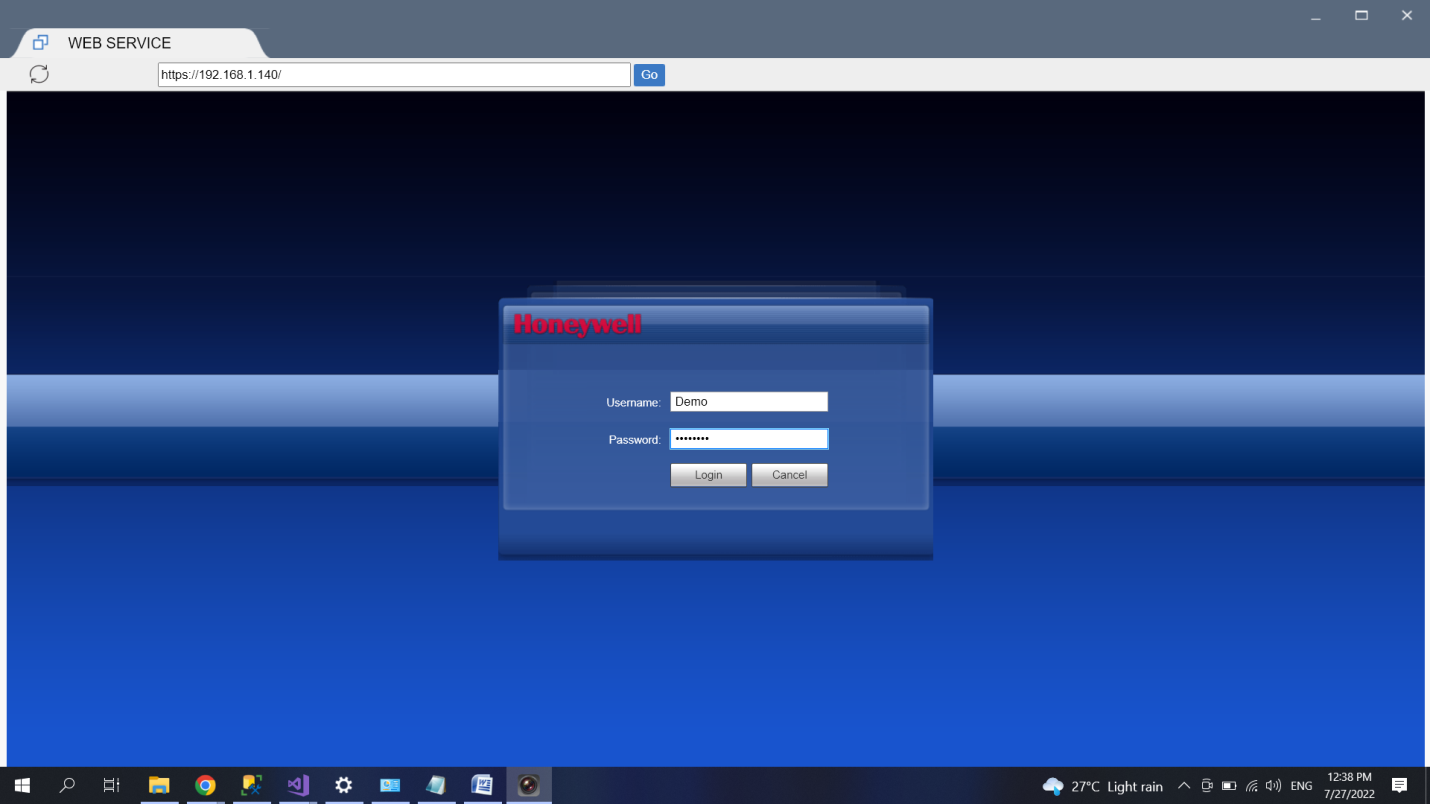 WEB SERVICE
https://192.168.1.140/
Go
Honeywell
Username:
Demo
Password:
••••••••
Login
Cancel
27°C Light rain
ENG
12:38 PM
7/27/2022